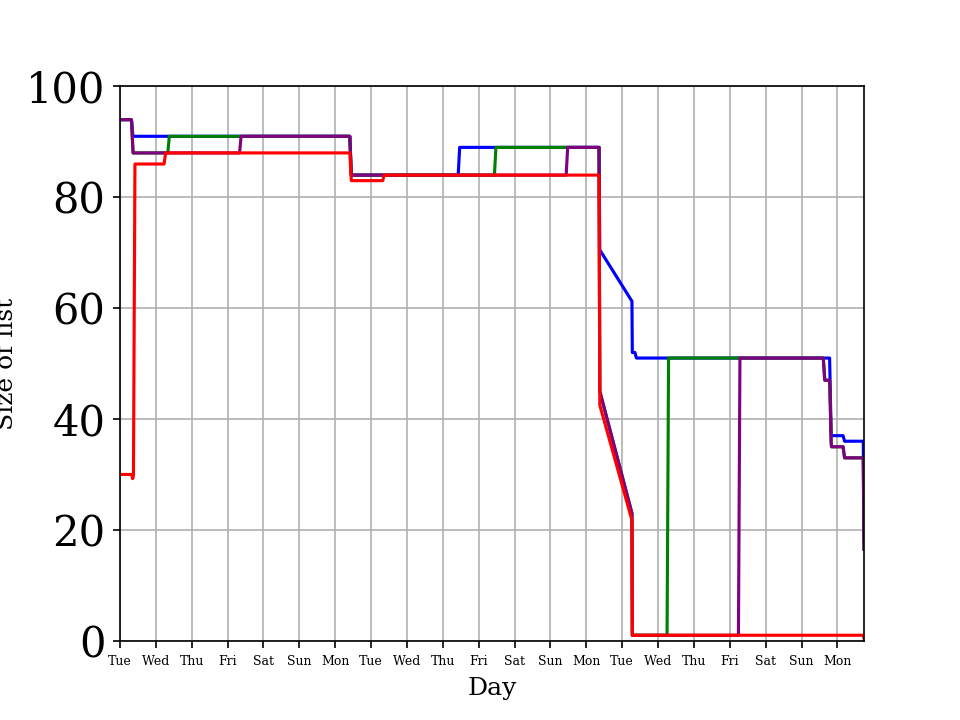 100
80
60
40
20
0
Size of list
Tue Wed Thu Fri Sat Sun Mon Tue Wed Thu Fri Sat Sun Mon Tue Wed Thu Fri Sat Sun Mon
Day